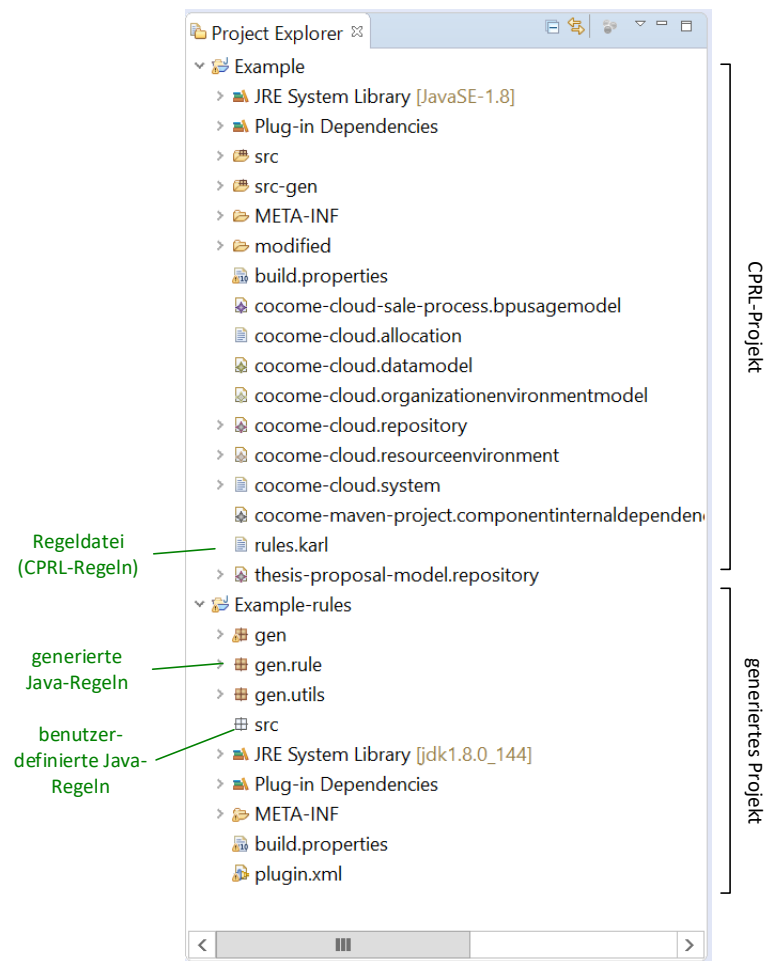 Project Explorer
Example
JRE System Library [JavaSE-1.8]
Plug-in Dependencies
src
src-gen
META-INF
modified
build.properties
cocome-cloud-sale-process.bpusagemodel
cocome-cloud.allocation
cocome-cloud.datamodel
cocome-cloud.organizationenvironmentmodel
cocome-cloud.repository
cocome-cloud.resourceenvironment
cocome-cloud.system
cocome-maven-project.componentinternaldependen
rules.karl
thesis-proposal-model.repository
Example-rules
gen
gen.rule
gen.utils
src
JRE System Library [jdk1.8.0_144]
Plug-in Dependencies
META-INF
build.properties
plugin.xml
Regeldatei
(CPRL-Regeln)
generierte
Java-Regeln
benutzer-
definierte Java-
Regeln
CPRL-Projekt
generiertes Projekt